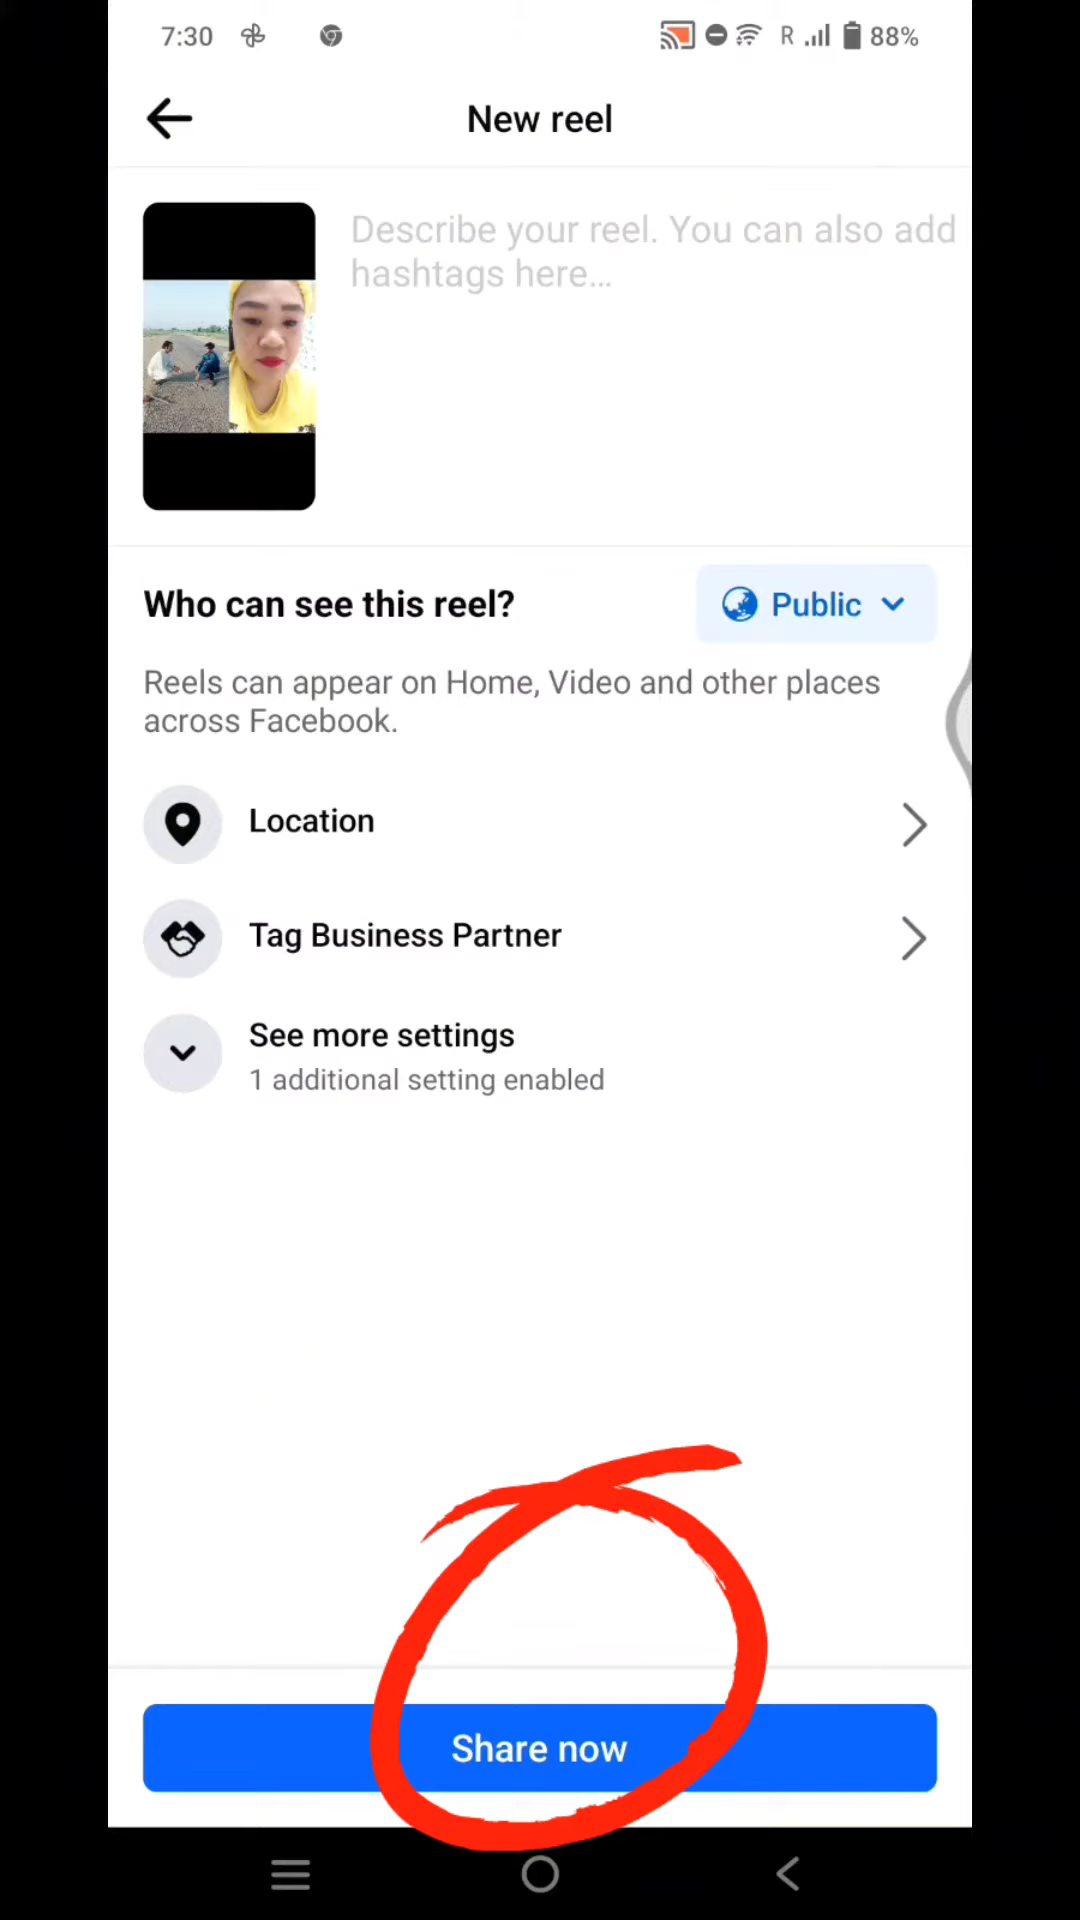 7:30
R
88%
New reel
Describe your reel. You can also add
hashtags here...
Who can see this reel?
Public
Reels can appear on Home, Video and other places
across Facebook.
Location
Tag Business Partner
See more settings
1 additional setting enabled
Share now